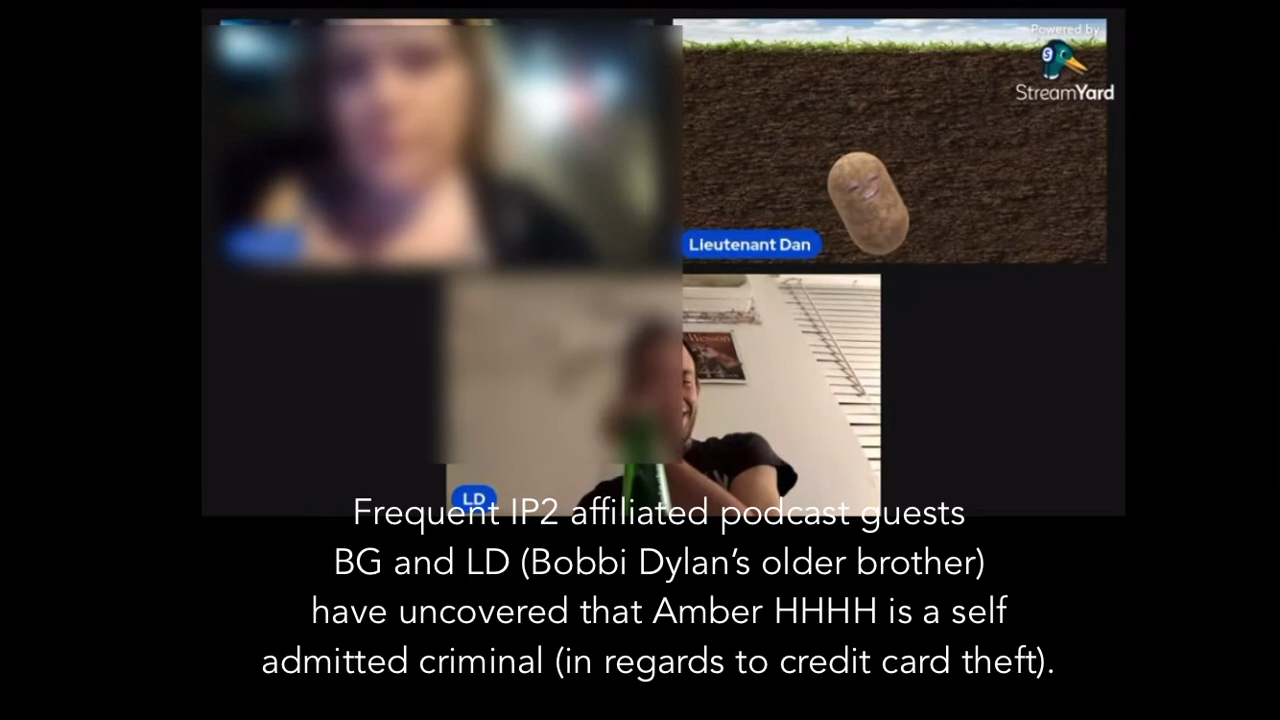 Powered by
StreamYard
Lieutenant Dan
LD
Frequent IP2 affiliated podcast guests
BG and LD (Bobbi Dylan's older brother)
have uncovered that Amber HHHH is a self
admitted criminal (in regards to credit card theft).